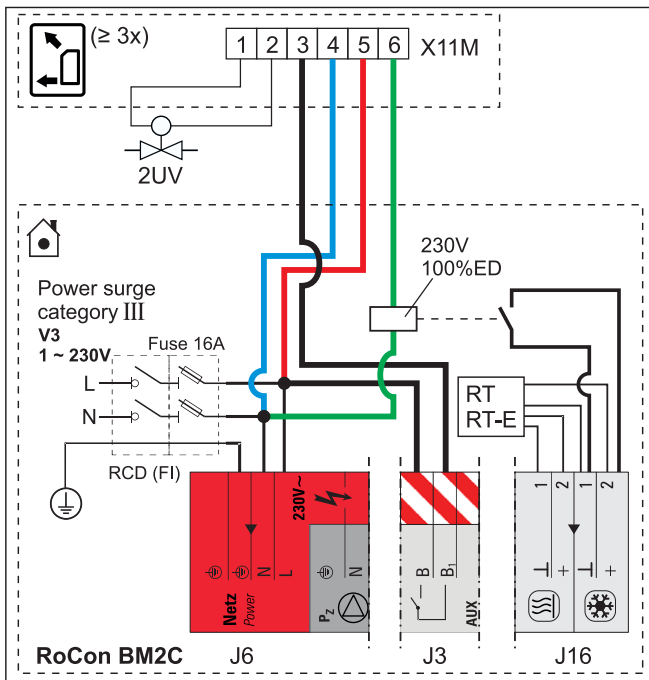 (≥ 3x)
1 2 3 4 5 6 X11M
2UV
230V
100%ED
Power surge
category III
V3
1 ~ 230V
Fuse 16A
L
N
RT
RT-E
RCD (FI)
230V~
Netz
Power
N
L
Pz
N
B
B1
AUX
1
2
1
2
⊥
+
⊥
+
RoCon BM2C
J6
J3
J16